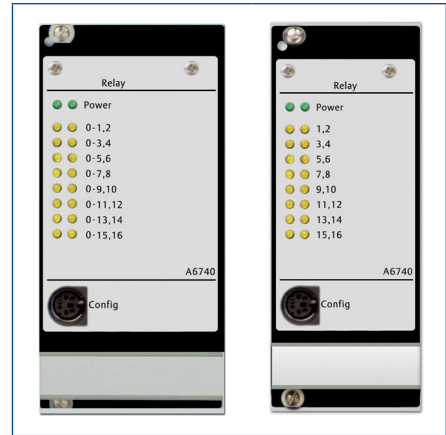 Relay
Power
0-1,2
0-3,4
0-5,6
0-7,8
0-9,10
0-11,12
0-13,14
0-15,16
A6740
Config
Relay
Power
1,2
3,4
5,6
7,8
9,10
11,12
13,14
15,16
A6740
Config